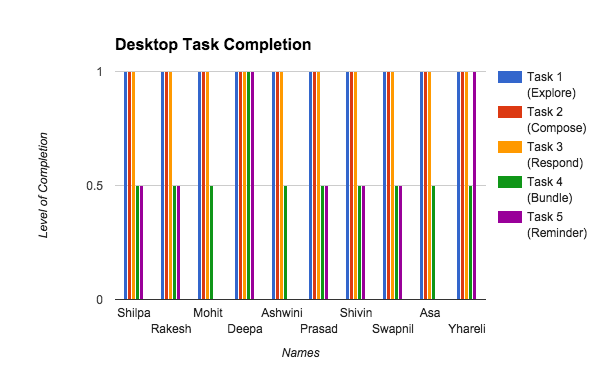 Desktop Task Completion
1
0.5
0
Level of Completion
Shilpa
Rakesh
Mohit
Deepa
Ashwini
Prasad
Shivin
Swapnil
Asa
Yhareli
Names
Task 1
(Explore)
Task 2
(Compose)
Task 3
(Respond)
Task 4
(Bundle)
Task 5
(Reminder)